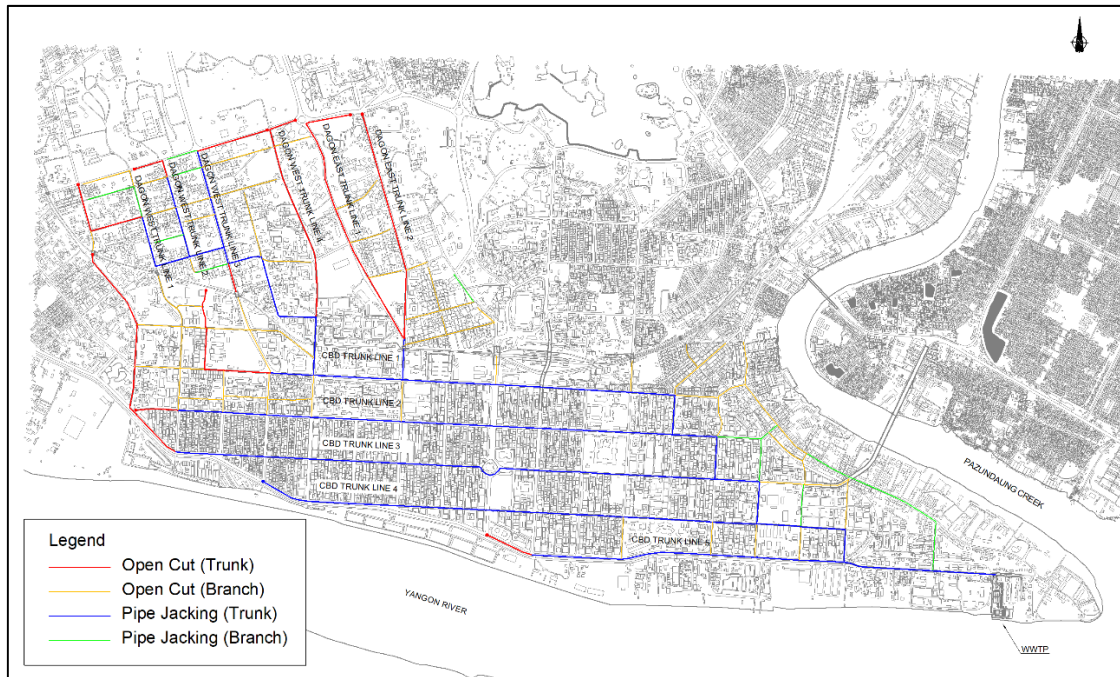 DAGON WEST TRUNK LINE 1
DAGON WEST TRUNK LINE 2
DAGON WEST TRUNK LINE 3
DAGON WEST TRUNK LINE 4
DAGON EAST TRUNK LINE 1
DAGON EAST TRUNK LINE 2
CBD TRUNK LINE 1
CBD TRUNK LINE 2
CBD TRUNK LINE 3
CBD TRUNK LINE 4
CBD TRUNK LINE 5
PAZUNDAUNG CREEK
YANGON RIVER
WWTP
Legend
Open Cut (Trunk)
Open Cut (Branch)
Pipe Jacking (Trunk)
Pipe Jacking (Branch)